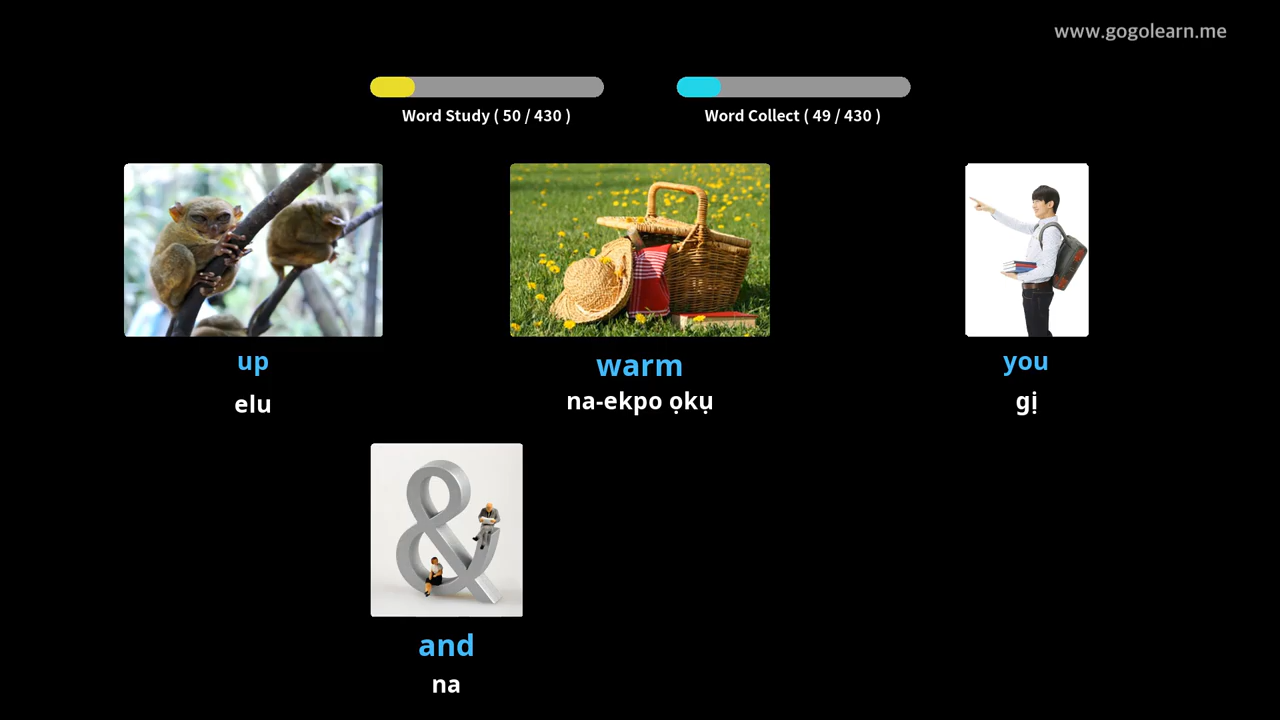 www.gogolearn.me
Word Study ( 50 / 430 )
Word Collect ( 49 / 430 )
up
warm
you
elu
na-ekpo ọkụ
gị
and
na